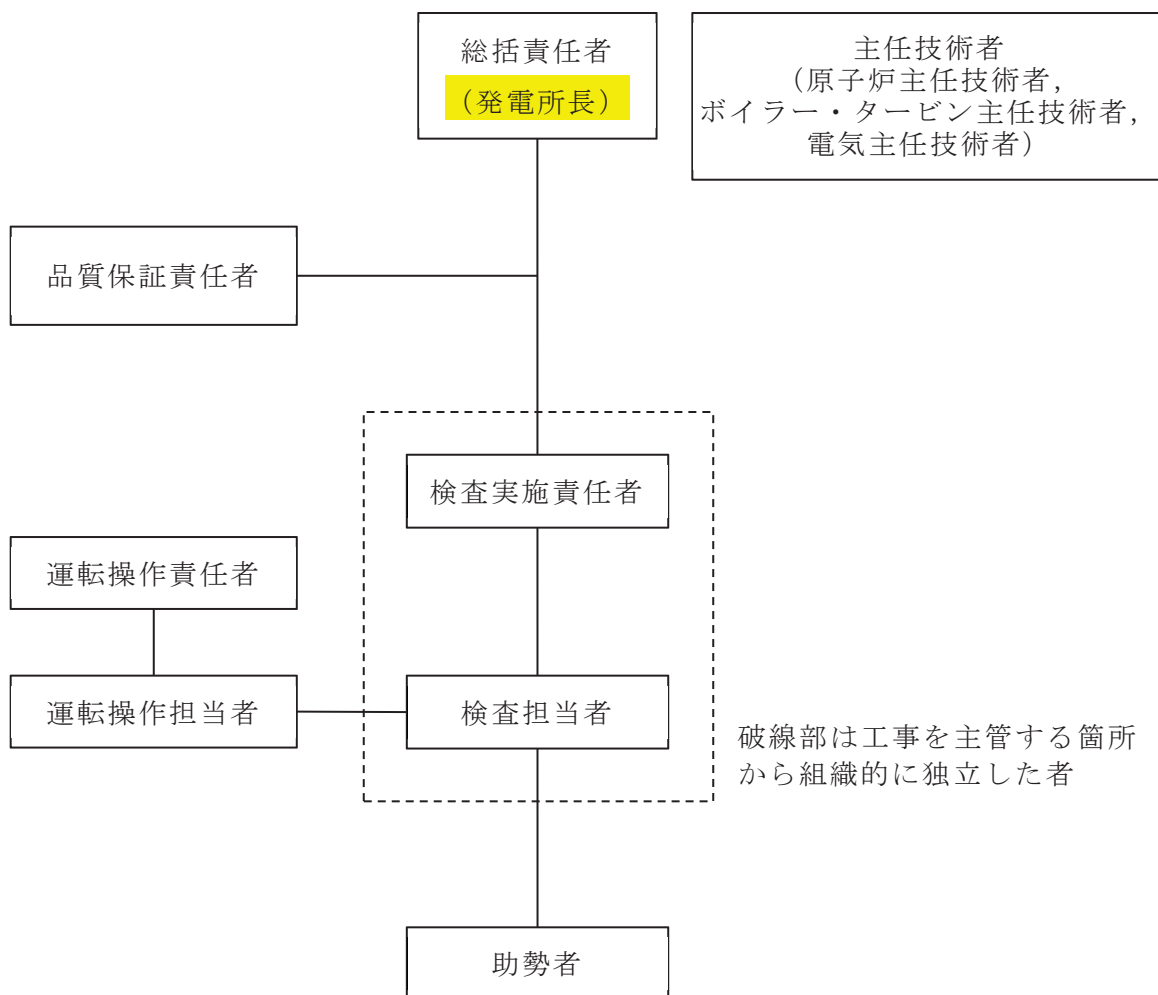 総括責任者
(発電所長)
主任技術者
(原子炉主任技術者,
ボイラー・タービン主任技術者,
電気主任技術者)
品質保証責任者
検査実施責任者
運転操作責任者
運転操作担当者
検査担当者
破線部は工事を主管する箇所
から組織的に独立した者
助勢者